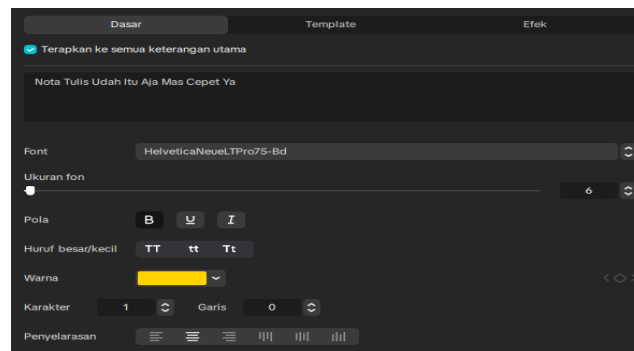 Dasar Template Efek
Terapkan ke semua keterangan utama
Nota Tulis Udah Itu Aja Mas Cepet Ya
Font HelveticaNeueLTPro75-Bd
Ukuran fon
6
Pola B U I
Huruf besar/kecil TT tt Tt
Warna
Karakter 1 Garis 0
Penyelarasan